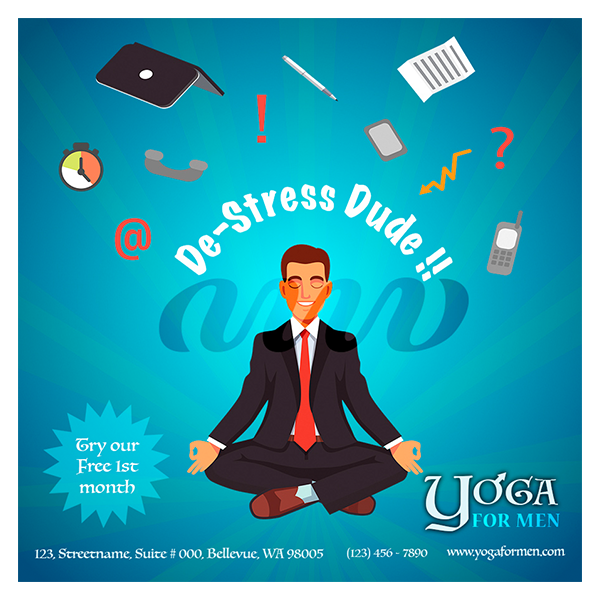 !
?
@
De-Stress Dude !!
Try our
Free 1st
month
YOGA
FOR MEN
123, Streetname, Suite # 000, Bellevue, WA 98005 (123) 456 - 7890 www.yogaformen.com